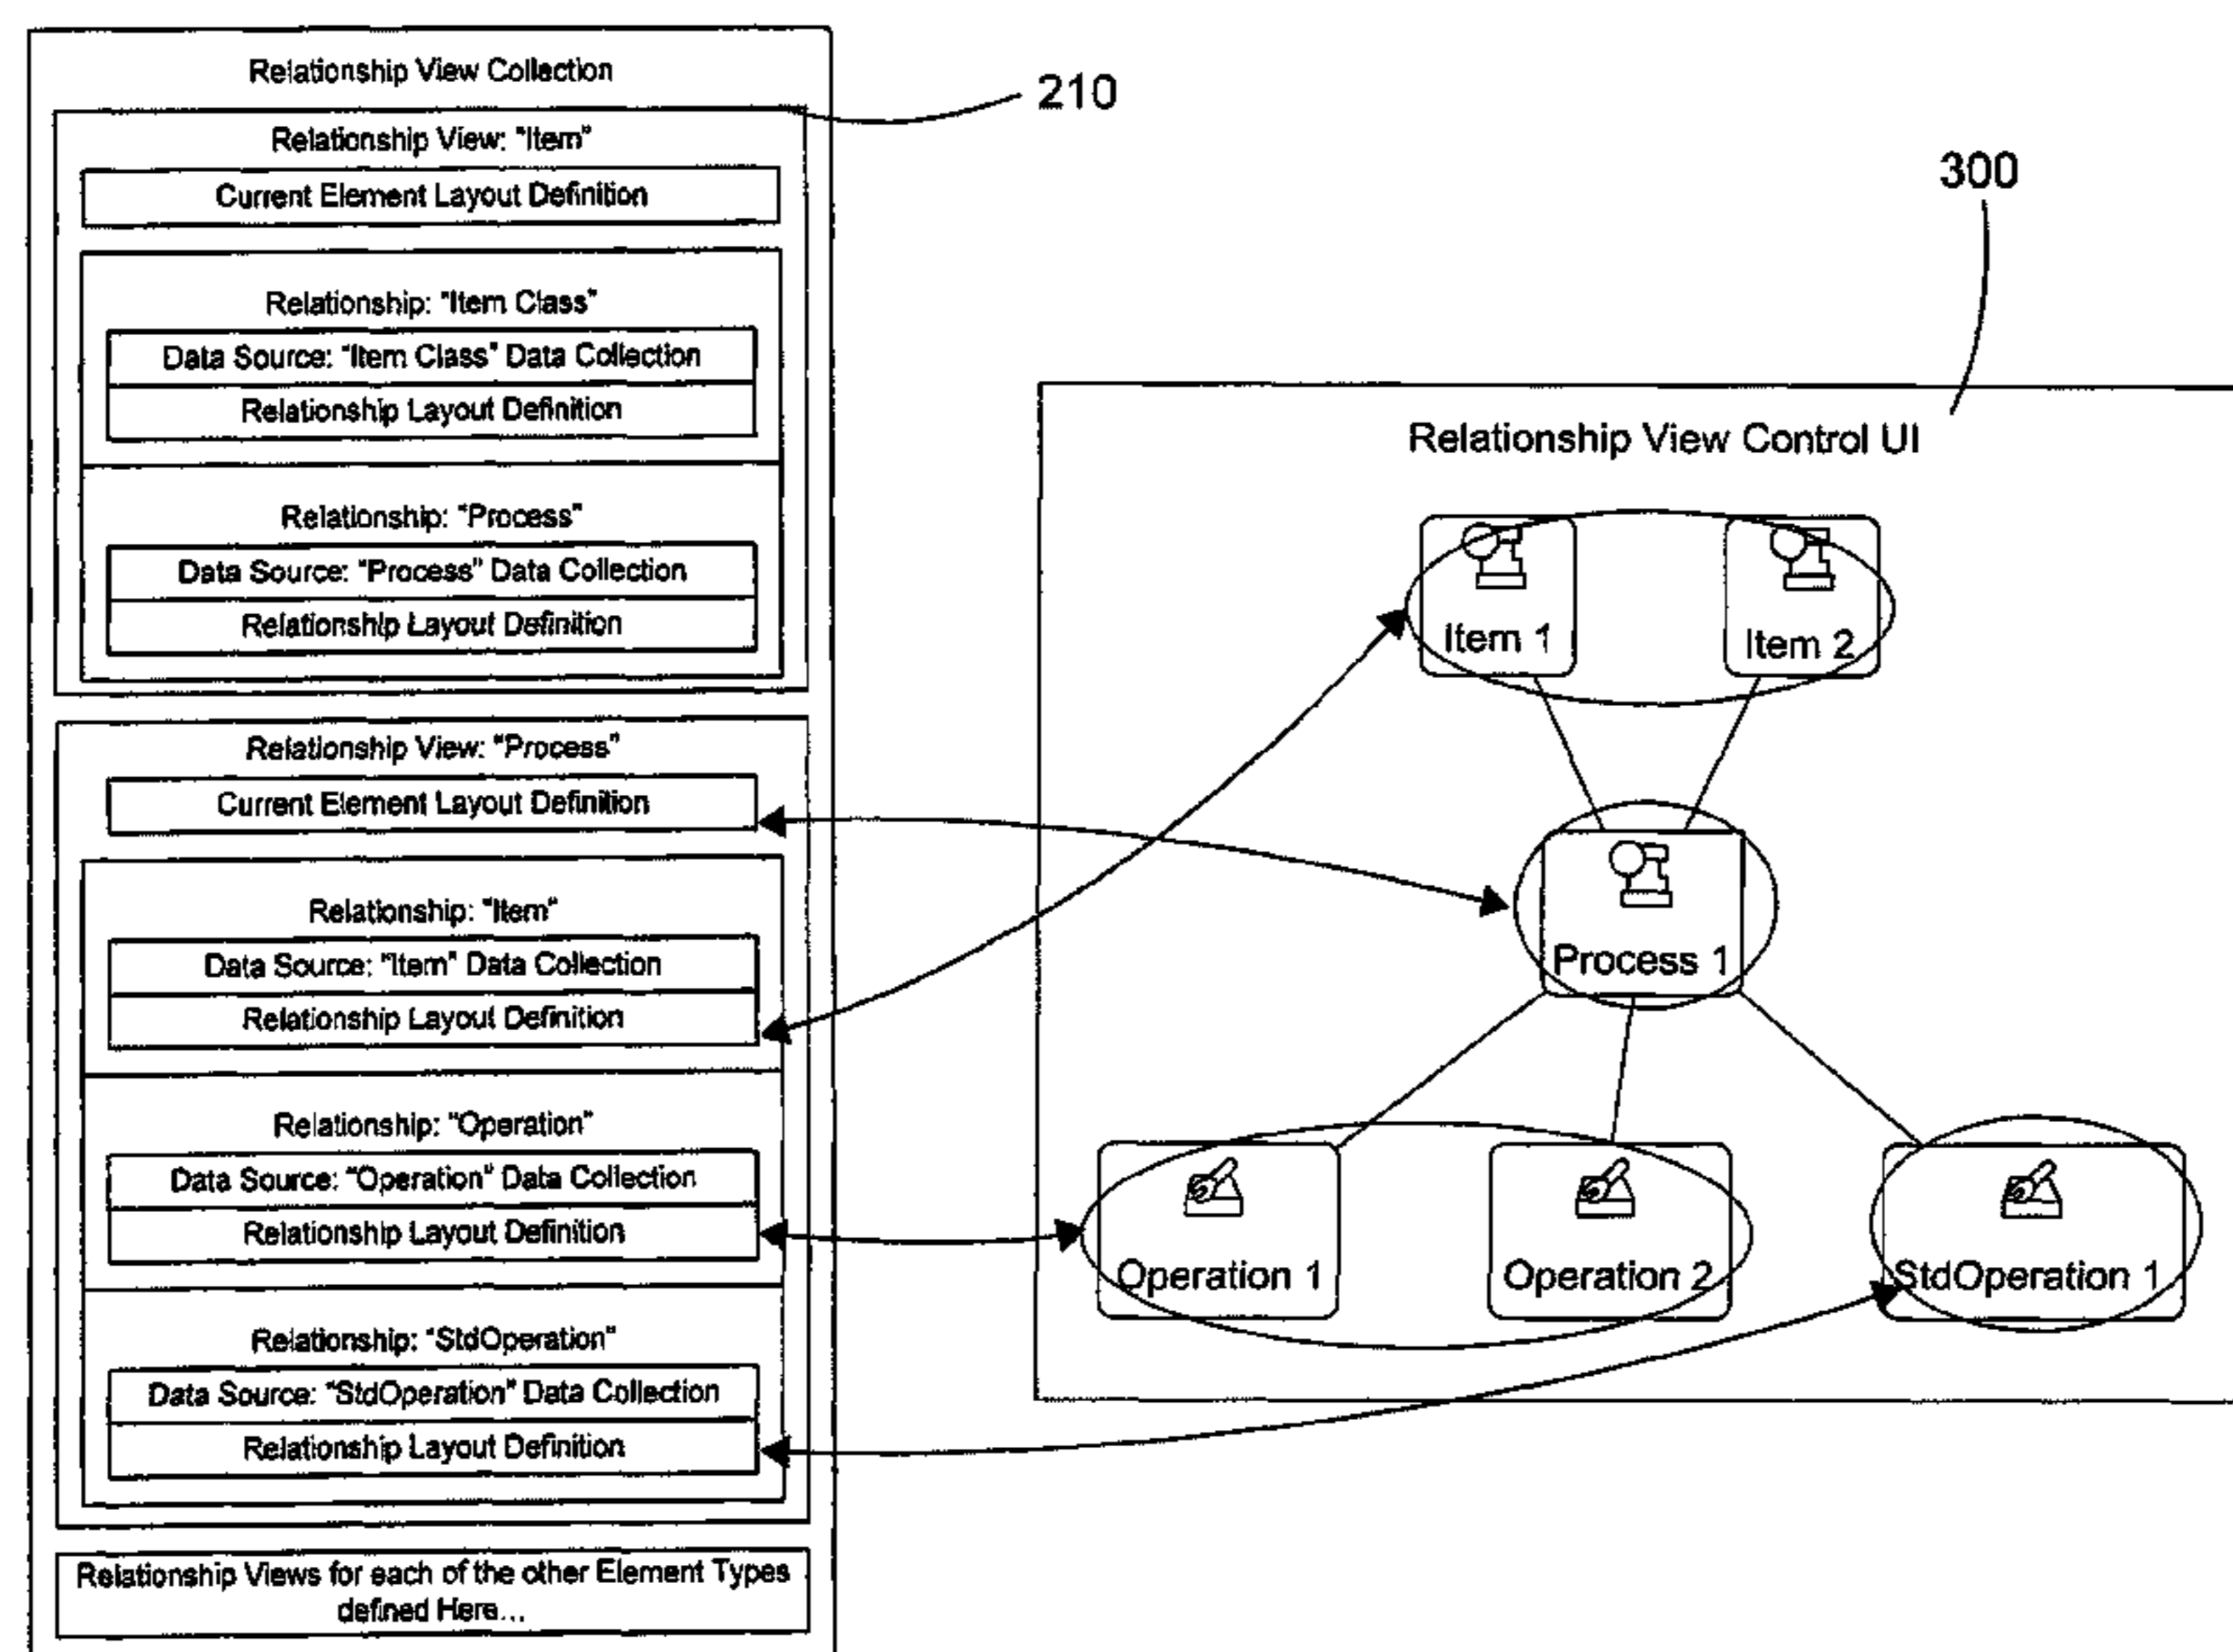 Relationship View Collection
210
Relationship View: "Item"
Current Element Layout Definition
Relationship: "Item Class"
Data Source: "Item Class" Data Collection
Relationship Layout Definition
Relationship: "Process"
Data Source: "Process" Data Collection
Relationship Layout Definition
Relationship View: "Process"
Current Element Layout Definition
Relationship: "Item"
Data Source: "Item" Data Collection
Relationship Layout Definition
Relationship: "Operation"
Data Source: "Operation" Data Collection
Relationship Layout Definition
Relationship: "StdOperation"
Data Source: "StdOperation" Data Collection
Relationship Layout Definition
Relationship Views for each of the other Element Types
defined Here...
300
Relationship View Control UI
Item 1
Item 2
Process 1
Operation 1
Operation 2
StdOperation 1